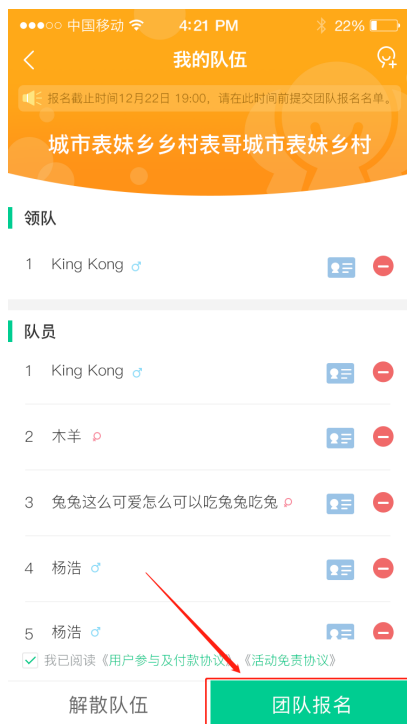 中国移动 4:21 PM 22%
我的队伍
报名截止时间12月22日 19:00，请在此时间前提交团队报名名单。
城市表妹乡乡村表哥城市表妹乡村
领队
1 King Kong
队员
1 King Kong
2 木羊
3 兔兔这么可爱怎么可以吃兔兔吃兔
4 杨浩
5 杨浩
我已阅读《用户参与及付款协议》、《活动免责协议》
解散队伍 团队报名